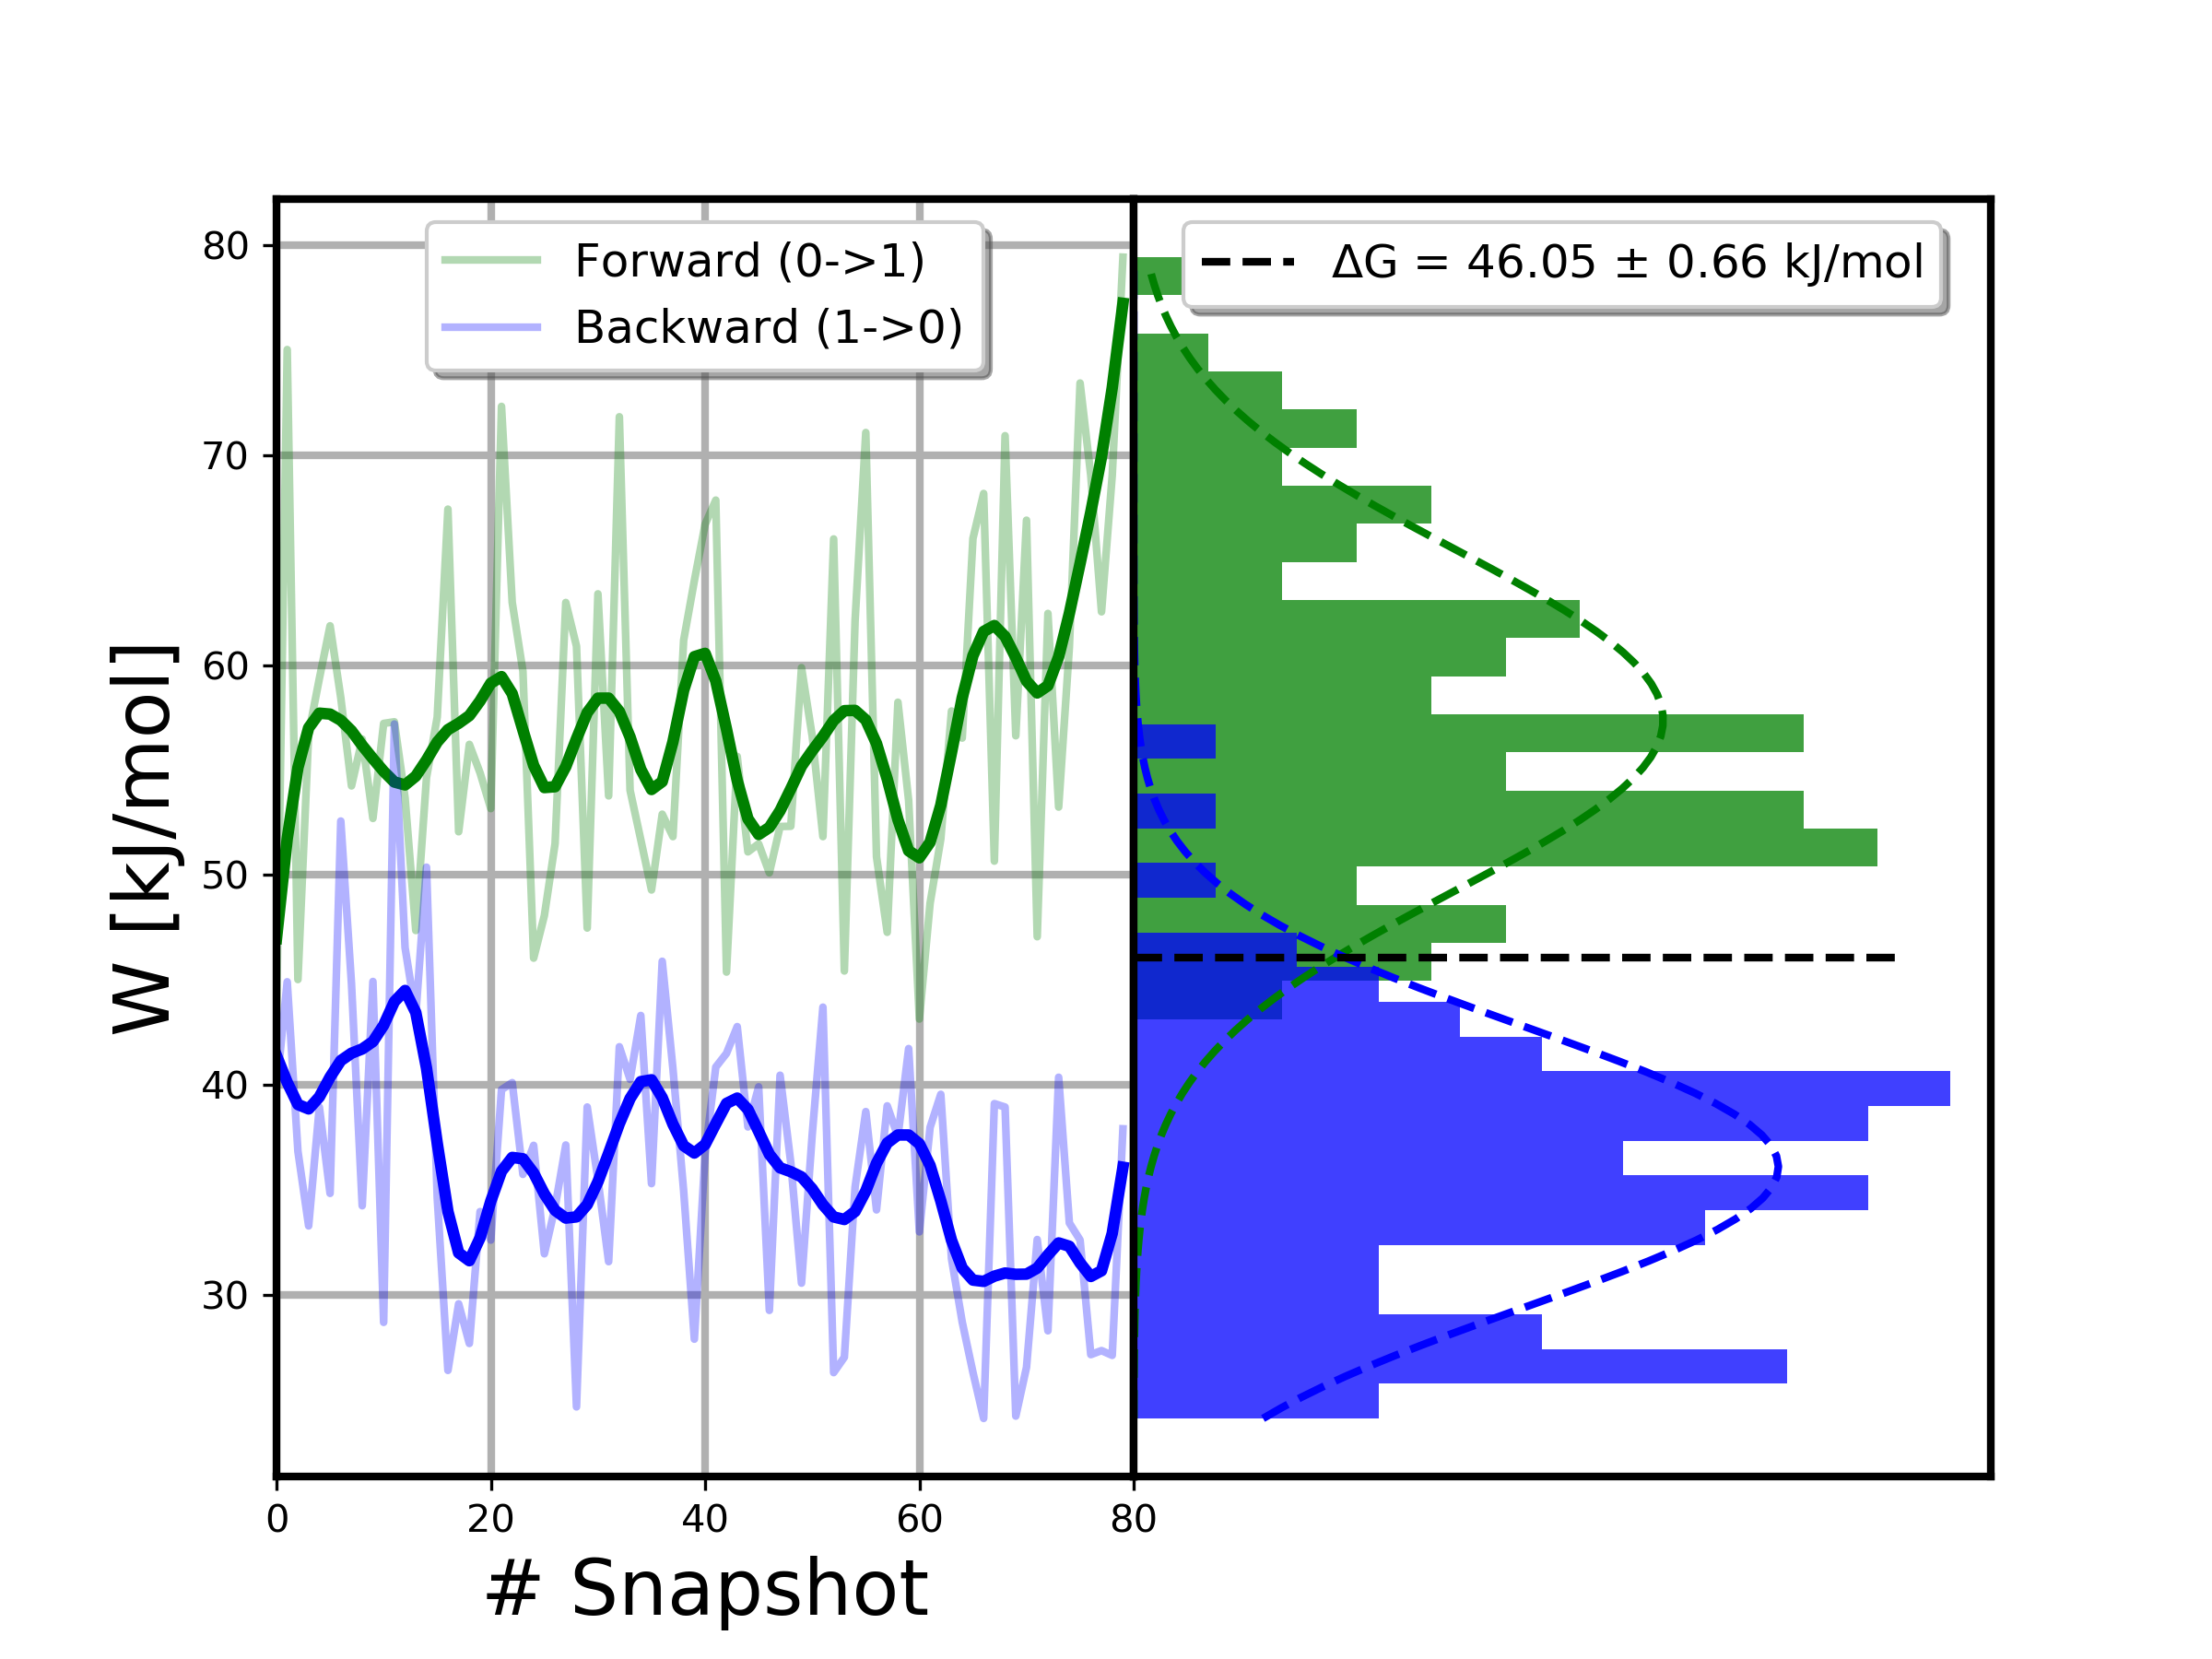 Forward (0->1)
Backward (1->0)
ΔG = 46.05 ± 0.66 kJ/mol
W [kJ/mol]
80
70
60
50
40
30
0 20 40 60 80
# Snapshot